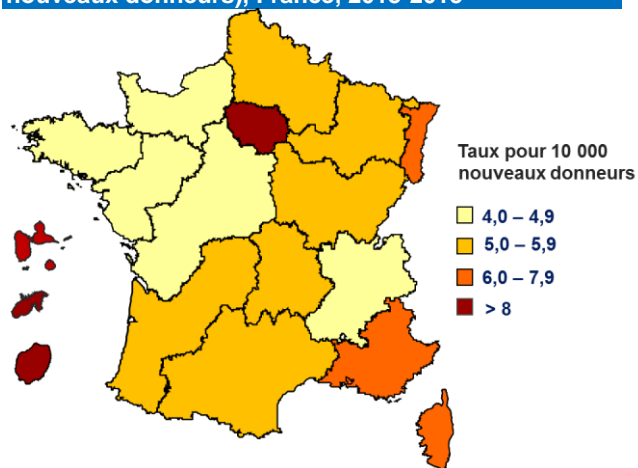 nouveaux donneurs), France, 2013-2015
Taux pour 10 000
nouveaux donneurs
4,0 – 4,9
5,0 – 5,9
6,0 – 7,9
> 8